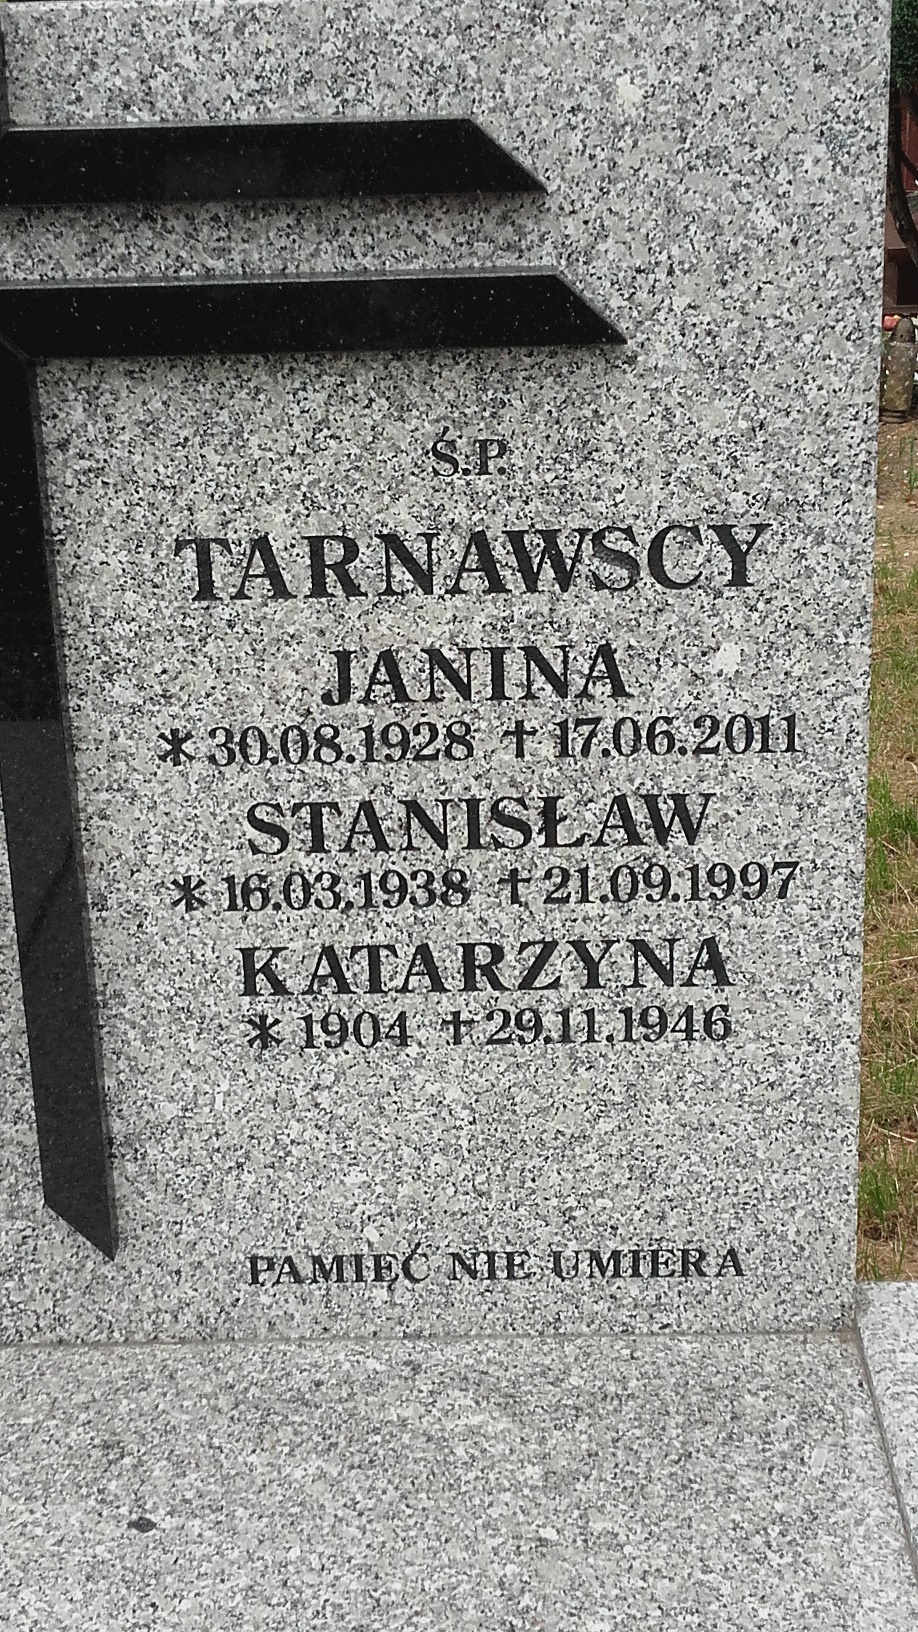 Ś.P.
TARNAWSCY
JANINA
* 30.08.1928 † 17.06.2011
STANISŁAW
* 16.03.1938 † 21.09.1997
KATARZYNA
* 1904 † 29.11.1946
PAMIĘĆ NIE UMIERA